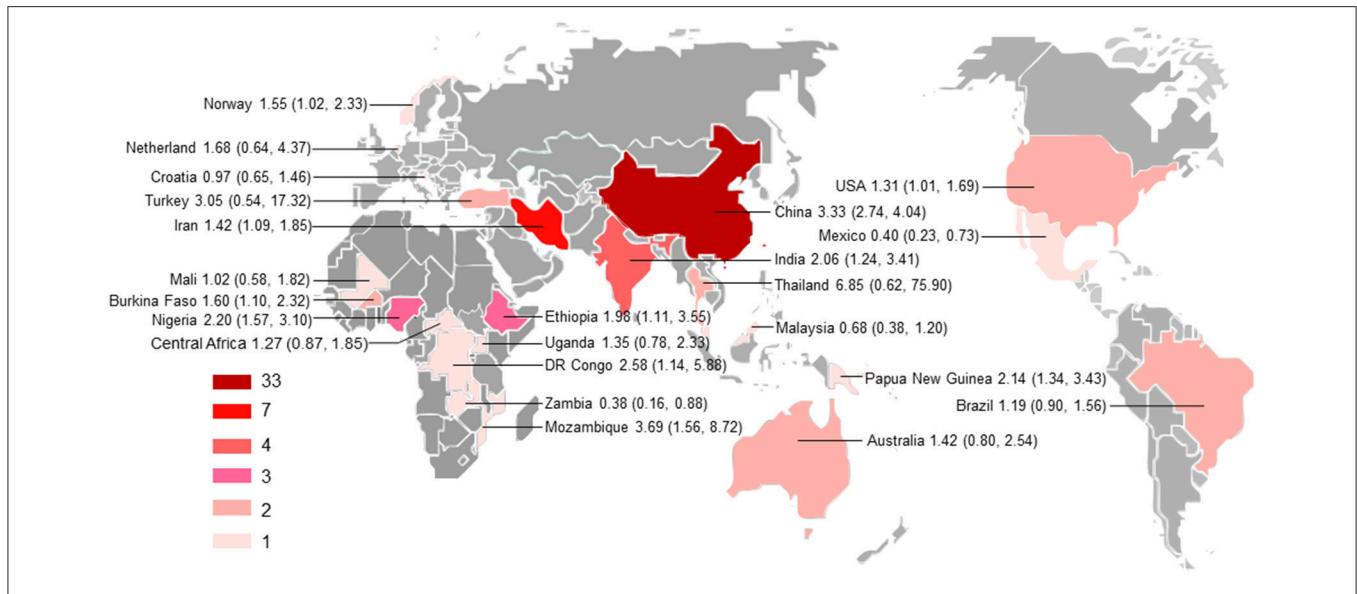 Norway 1.55 (1.02, 2.33)
Netherland 1.68 (0.64, 4.37)
Croatia 0.97 (0.65, 1.46)
Turkey 3.05 (0.54, 17.32)
Iran 1.42 (1.09, 1.85)
Mali 1.02 (0.58, 1.82)
Burkina Faso 1.60 (1.10, 2.32)
Nigeria 2.20 (1.57, 3.10)
Central Africa 1.27 (0.87, 1.85)
Ethiopia 1.98 (1.11, 3.55)
Uganda 1.35 (0.78, 2.33)
DR Congo 2.58 (1.14, 5.88)
Zambia 0.38 (0.16, 0.88)
Mozambique 3.69 (1.56, 8.72)
China 3.33 (2.74, 4.04)
India 2.06 (1.24, 3.41)
Thailand 6.85 (0.62, 75.90)
Malaysia 0.68 (0.38, 1.20)
USA 1.31 (1.01, 1.69)
Mexico 0.40 (0.23, 0.73)
Papua New Guinea 2.14 (1.34, 3.43)
Brazil 1.19 (0.90, 1.56)
Australia 1.42 (0.80, 2.54)
33
7
4
3
2
1